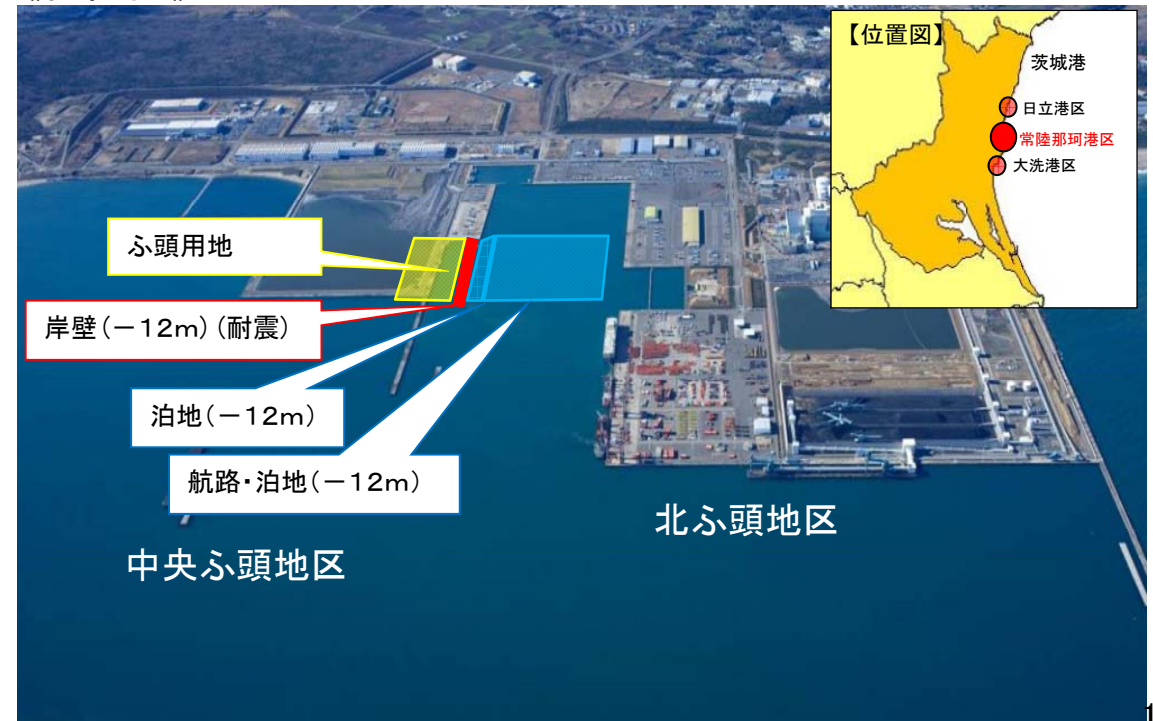 【位置図】
茨城港
日立港区
常陸那珂港区
大洗港区
ふ頭用地
岸壁(-12m)(耐震)
泊地(-12m)
航路・泊地(-12m)
北ふ頭地区
中央ふ頭地区
1